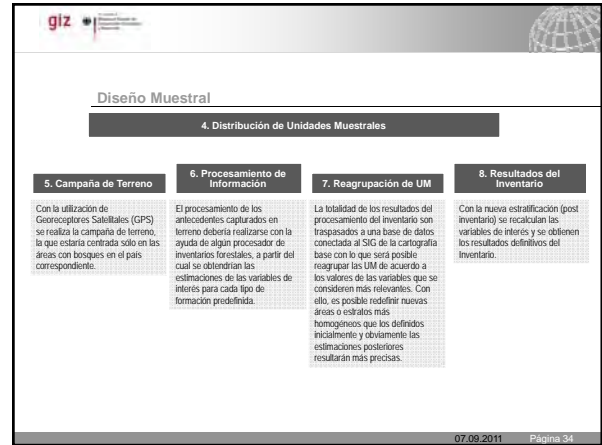 giz
Diseño Muestral
4. Distribución de Unidades Muestrales
5. Campaña de Terreno
Con la utilización de
Georeceptores Satelitales (GPS)
se realiza la campaña de terreno,
la que estaría centrada sólo en las
áreas con bosques en el país
correspondiente.
6. Procesamiento de
Información
El procesamiento de los
antecedentes capturados en
terreno debería realizarse con la
ayuda de algún procesador de
inventarios forestales, a partir del
cual se obtendrían las
estimaciones de las variables de
interés para cada tipo de
formación predefinida.
7. Reagrupación de UM
La totalidad de los resultados del
procesamiento del inventario son
traspasados a una base de datos
conectada al SIG de la cartografía
base con lo que será posible
reagrupar las UM de acuerdo a
los valores de las variables que se
consideren más relevantes. Con
ello, es posible redefinir nuevas
áreas o estratos más
homogéneos que los definidos
inicialmente y obviamente las
estimaciones posteriores
resultarán más precisas.
8. Resultados del
Inventario
Con la nueva estratificación (post
inventario) se recalculan las
variables de interés y se obtienen
los resultados definitivos del
Inventario.
07.09.2011 Página 34